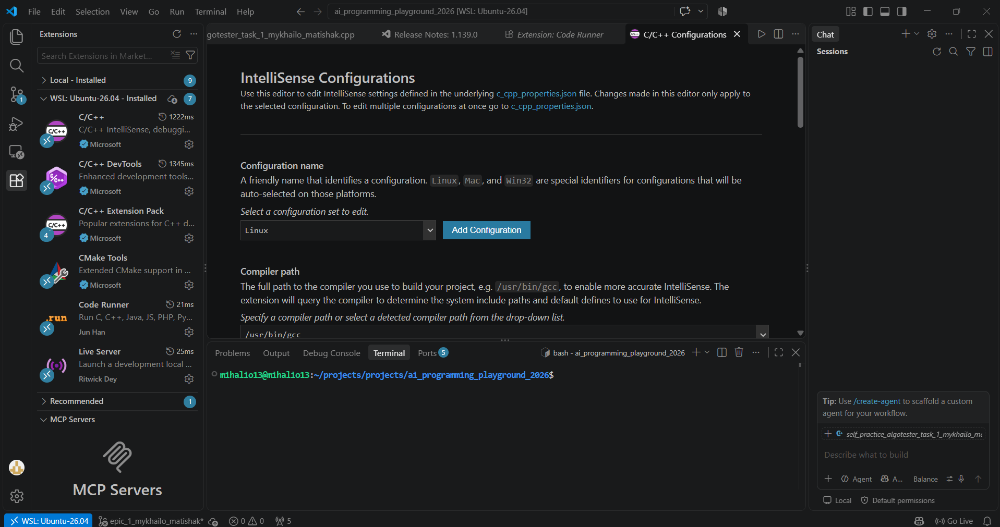 File Edit Selection View Go Run Terminal Help
ai_programming_playground_2026 [WSL: Ubuntu-26.04]
Extensions
Search Extensions in Market...
Local - Installed 9
WSL: Ubuntu-26.04 - Installed 7
C/C++ 1222ms
C/C++ IntelliSense, debuggi...
Microsoft
C/C++ DevTools 1345ms
Enhanced development tools...
Microsoft
C/C++ Extension Pack
Popular extensions for C++ d...
4
Microsoft
CMake Tools
Extended CMake support in ...
Microsoft
Code Runner 21ms
Run C, C++, Java, JS, PHP, Py...
Jun Han
Live Server 25ms
Launch a development local ...
Ritwick Dey
Recommended 1
MCP Servers
MCP Servers
1
gotester_task_1_mykhailo_matishak.cpp
Release Notes: 1.139.0
Extension: Code Runner
C/C++ Configurations
IntelliSense Configurations
Use this editor to edit IntelliSense settings defined in the underlying c_cpp_properties.json file. Changes made in this editor only apply to
the selected configuration. To edit multiple configurations at once go to c_cpp_properties.json.
Configuration name
A friendly name that identifies a configuration. Linux, Mac, and Win32 are special identifiers for configurations that will be
auto-selected on those platforms.
Select a configuration set to edit.
Linux
Add Configuration
Compiler path
The full path to the compiler you use to build your project, e.g. /usr/bin/gcc, to enable more accurate IntelliSense. The
extension will query the compiler to determine the system include paths and default defines to use for IntelliSense.
Specify a compiler path or select a detected compiler path from the drop-down list.
/usr/bin/gcc
Problems Output Debug Console Terminal Ports 5
bash - ai_programming_playground_2026
mihalio13@mihalio13:~/projects/projects/ai_programming_playground_2026$
Chat
Sessions
Tip: Use /create-agent to scaffold a custom
agent for your workflow.
self_practice_algotester_task_1_mykhailo_ma
Describe what to build
Agent A... Balance
Local Default permissions
WSL: Ubuntu-26.04 epic_1_mykhailo_matishak* 0 0 5
Go Live